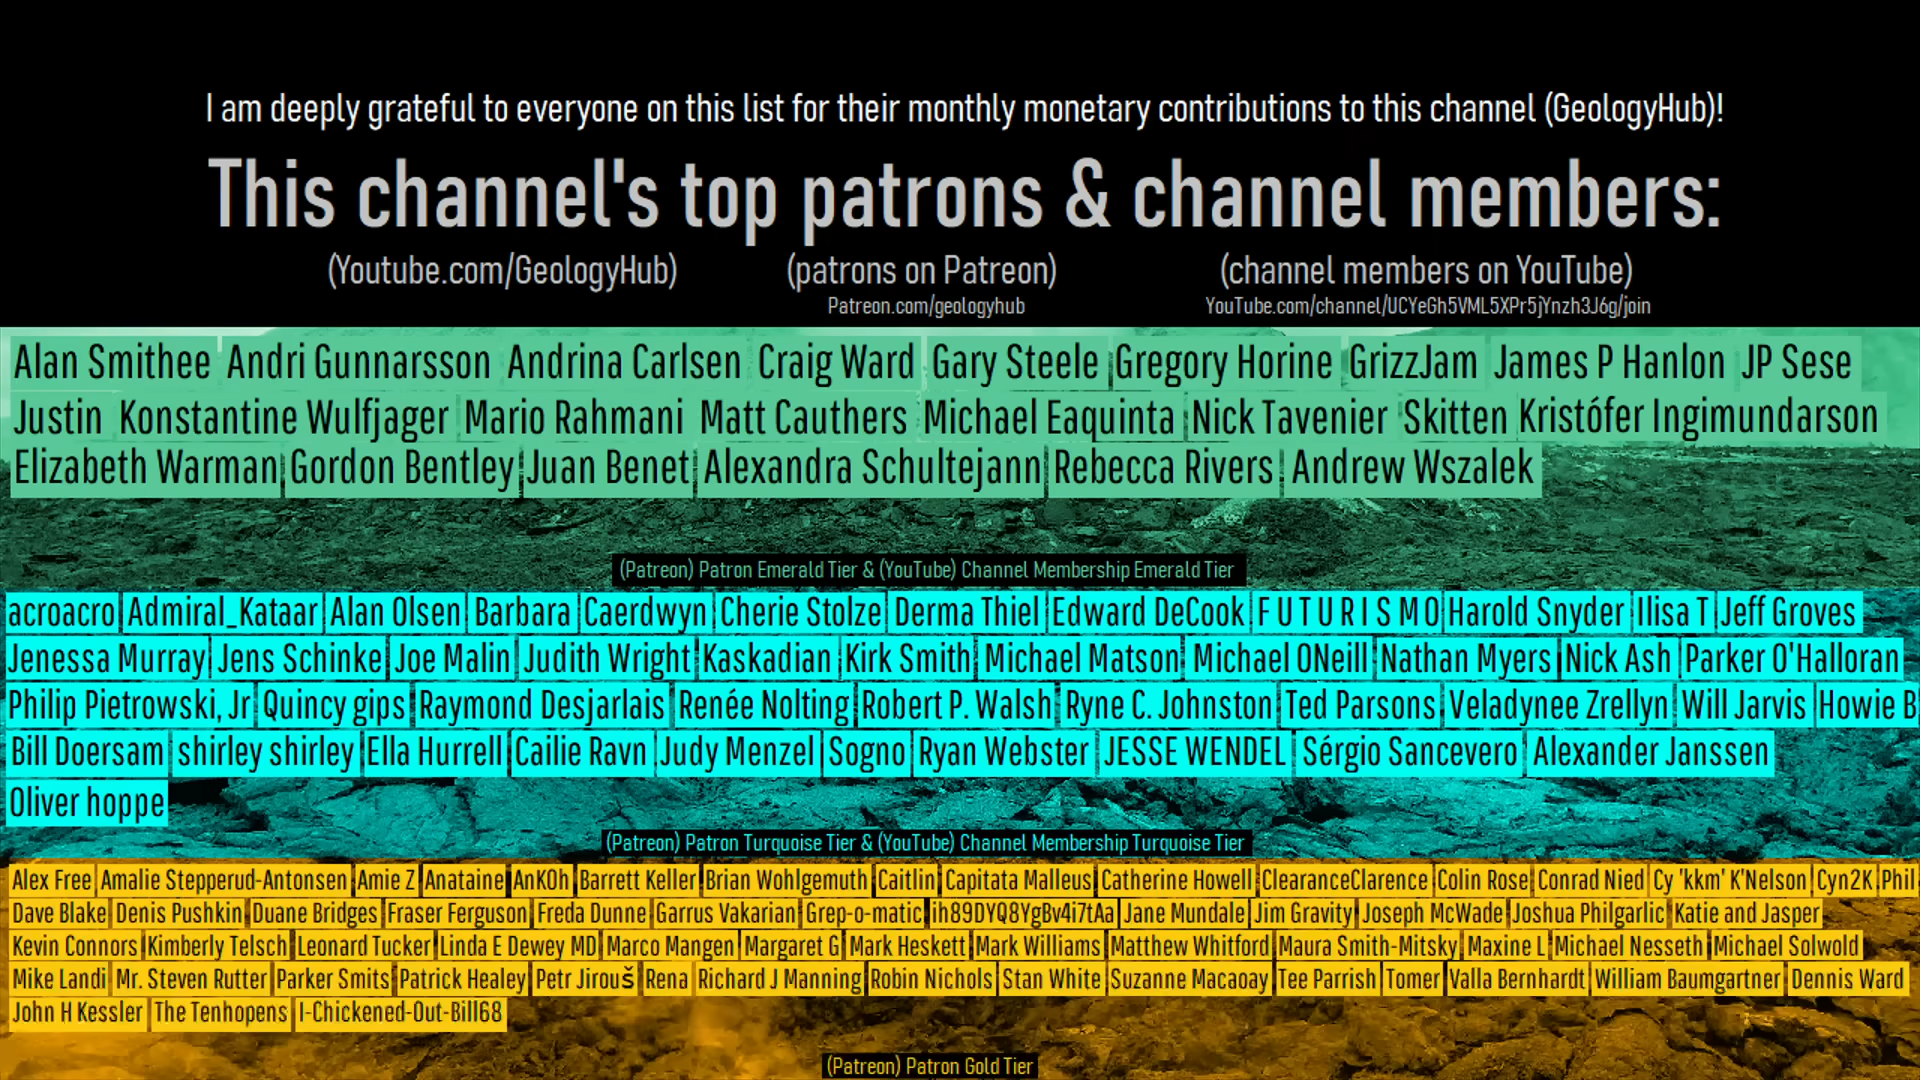 I am deeply grateful to everyone on this list for their monthly monetary contributions to this channel (GeologyHub)!
This channel's top patrons & channel members:
(Youtube.com/GeologyHub) (patrons on Patreon) (channel members on YouTube)
Patreon.com/geologyhub YouTube.com/channel/UCYeGh5VML5XPr5jYnzh3J6g/join
Alan Smithee Andri Gunnarsson Andrina Carlsen Craig Ward Gary Steele Gregory Horine GrizzJam James P Hanlon JP Sese
Justin Konstantine Wulfjager Mario Rahmani Matt Cauthers Michael Eaquinta Nick Tavenier Skitten Kristófer Ingimundarson
Elizabeth Warman Gordon Bentley Juan Benet Alexandra Schultejann Rebecca Rivers Andrew Wszalek
(Patreon) Patron Emerald Tier & (YouTube) Channel Membership Emerald Tier
acroacro Admiral_Kataar Alan Olsen Barbara Caerdwyn Cherie Stolze Derma Thiel Edward DeCook F U T U R I S M O Harold Snyder Ilisa T Jeff Groves
Jenessa Murray Jens Schinke Joe Malin Judith Wright Kaskadian Kirk Smith Michael Matson Michael ONeill Nathan Myers Nick Ash Parker O'Halloran
Philip Pietrowski, Jr Quincy gips Raymond Desjarlais Renée Nolting Robert P. Walsh Ryne C. Johnston Ted Parsons Veladynee Zrellyn Will Jarvis Howie B
Bill Doersam shirley shirley Ella Hurrell Cailie Ravn Judy Menzel Sogno Ryan Webster JESSE WENDEL Sérgio Sancevero Alexander Janssen
Oliver hoppe
(Patreon) Patron Turquoise Tier & (YouTube) Channel Membership Turquoise Tier
Alex Free Amalie Stepperud-Antonsen Amie Z Anataine AnKOh Barrett Keller Brian Wohlgemuth Caitlin Capitata Malleus Catherine Howell ClearanceClarence Colin Rose Conrad Nied Cy 'kkm' K'Nelson Cyn2K Phil
Dave Blake Denis Pushkin Duane Bridges Fraser Ferguson Freda Dunne Garrus Vakarian Grep-o-matic ih89DYQ8YgBv4i7tAa Jane Mundale Jim Gravity Joseph McWade Joshua Philgarlic Katie and Jasper
Kevin Connors Kimberly Telsch Leonard Tucker Linda E Dewey MD Marco Mangen Margaret G Mark Heskett Mark Williams Matthew Whitford Maura Smith-Mitsky Maxine L Michael Nesseth Michael Solwold
Mike Landi Mr. Steven Rutter Parker Smits Patrick Healey Petr Jirouš Rena Richard J Manning Robin Nichols Stan White Suzanne Macaoay Tee Parrish Tomer Valla Bernhardt William Baumgartner Dennis Ward
John H Kessler The Tenhopens I-Chickened-Out-Bill68
(Patreon) Patron Gold Tier